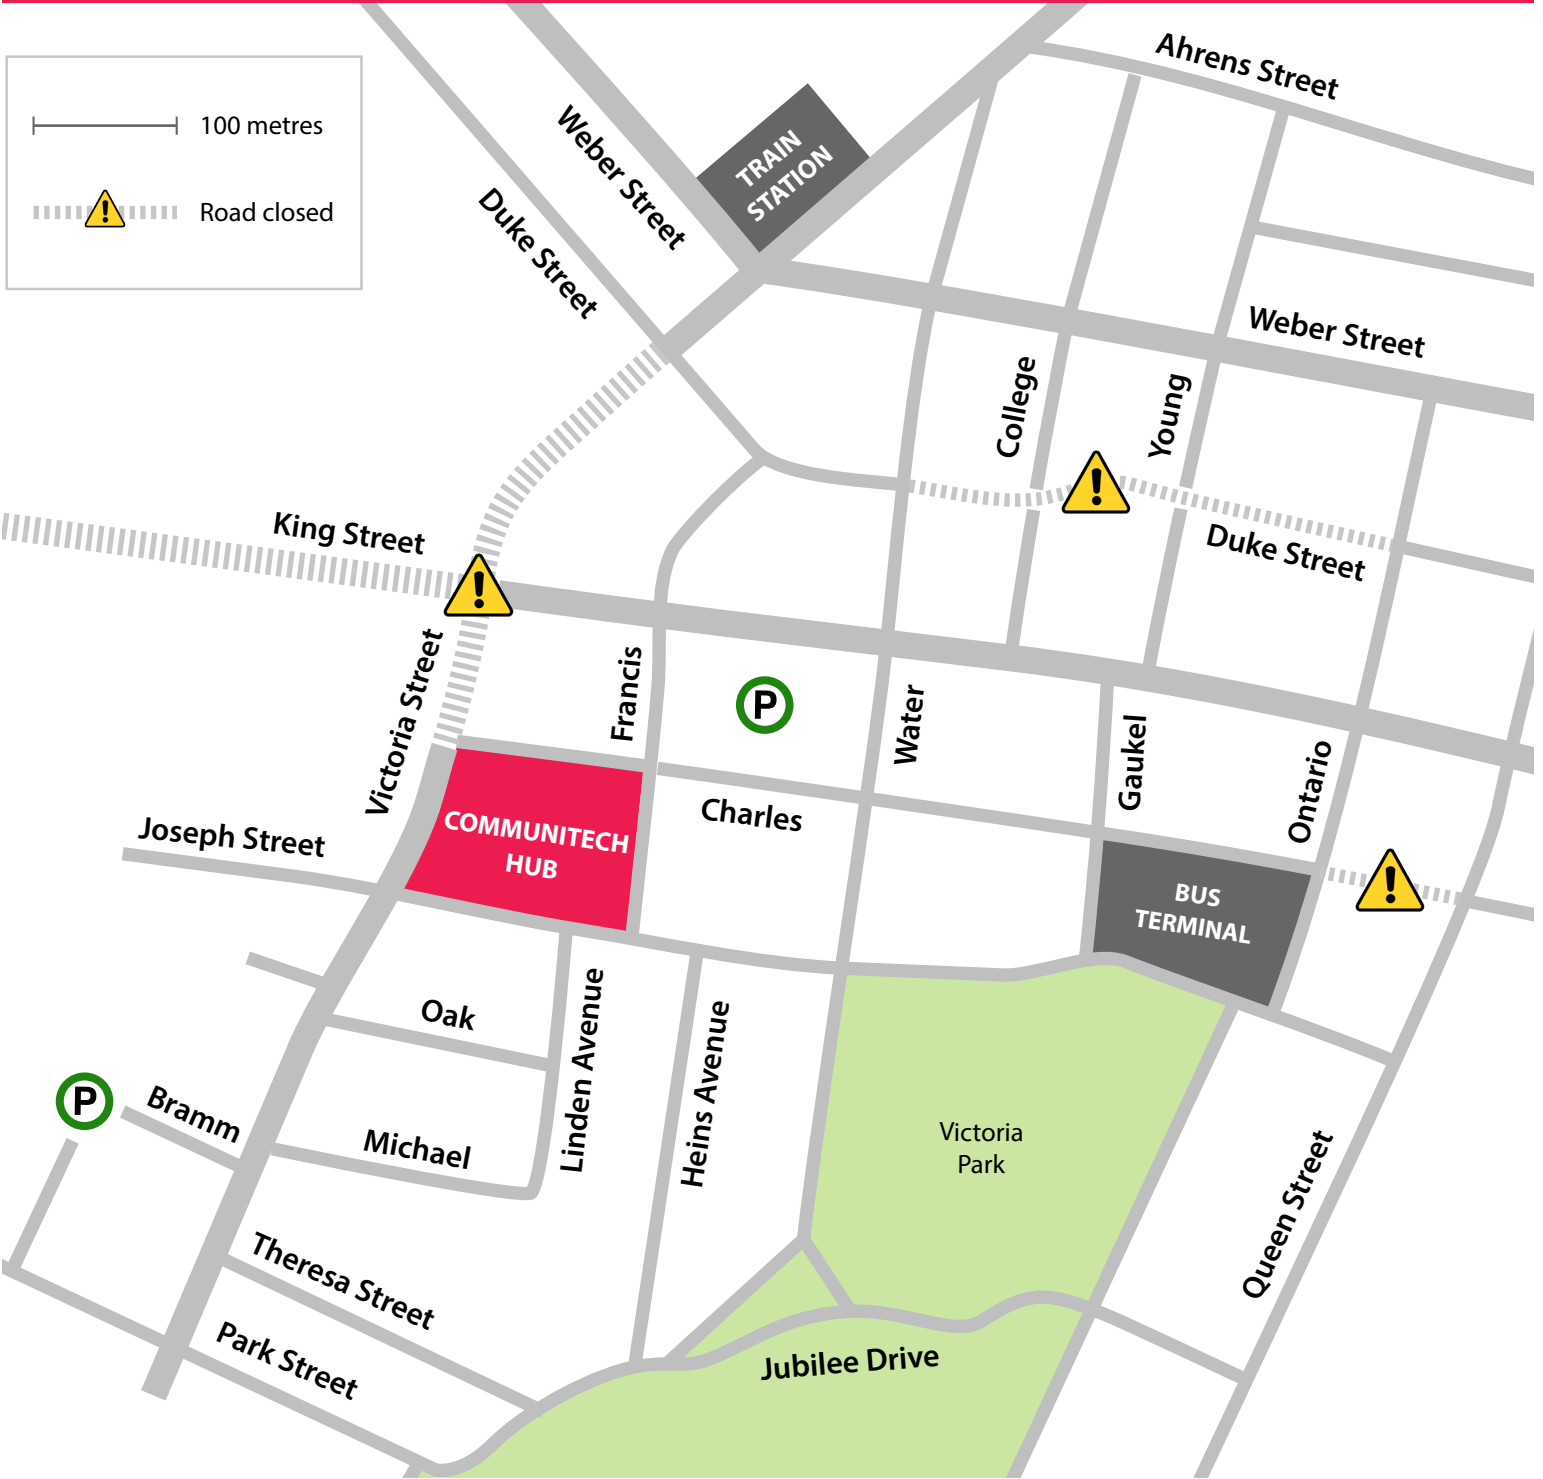 Ahrens Street
100 metres
Road closed
Weber Street
TRAIN
STATION
Duke Street
Weber Street
College
Young
King Street
Duke Street
Victoria Street
Francis
P
Water
Gaukel
Ontario
Joseph Street
COMMUNITECH
HUB
Charles
BUS
TERMINAL
Oak
Linden Avenue
Heins Avenue
P
Bramm
Michael
Victoria
Park
Queen Street
Theresa Street
Park Street
Jubilee Drive